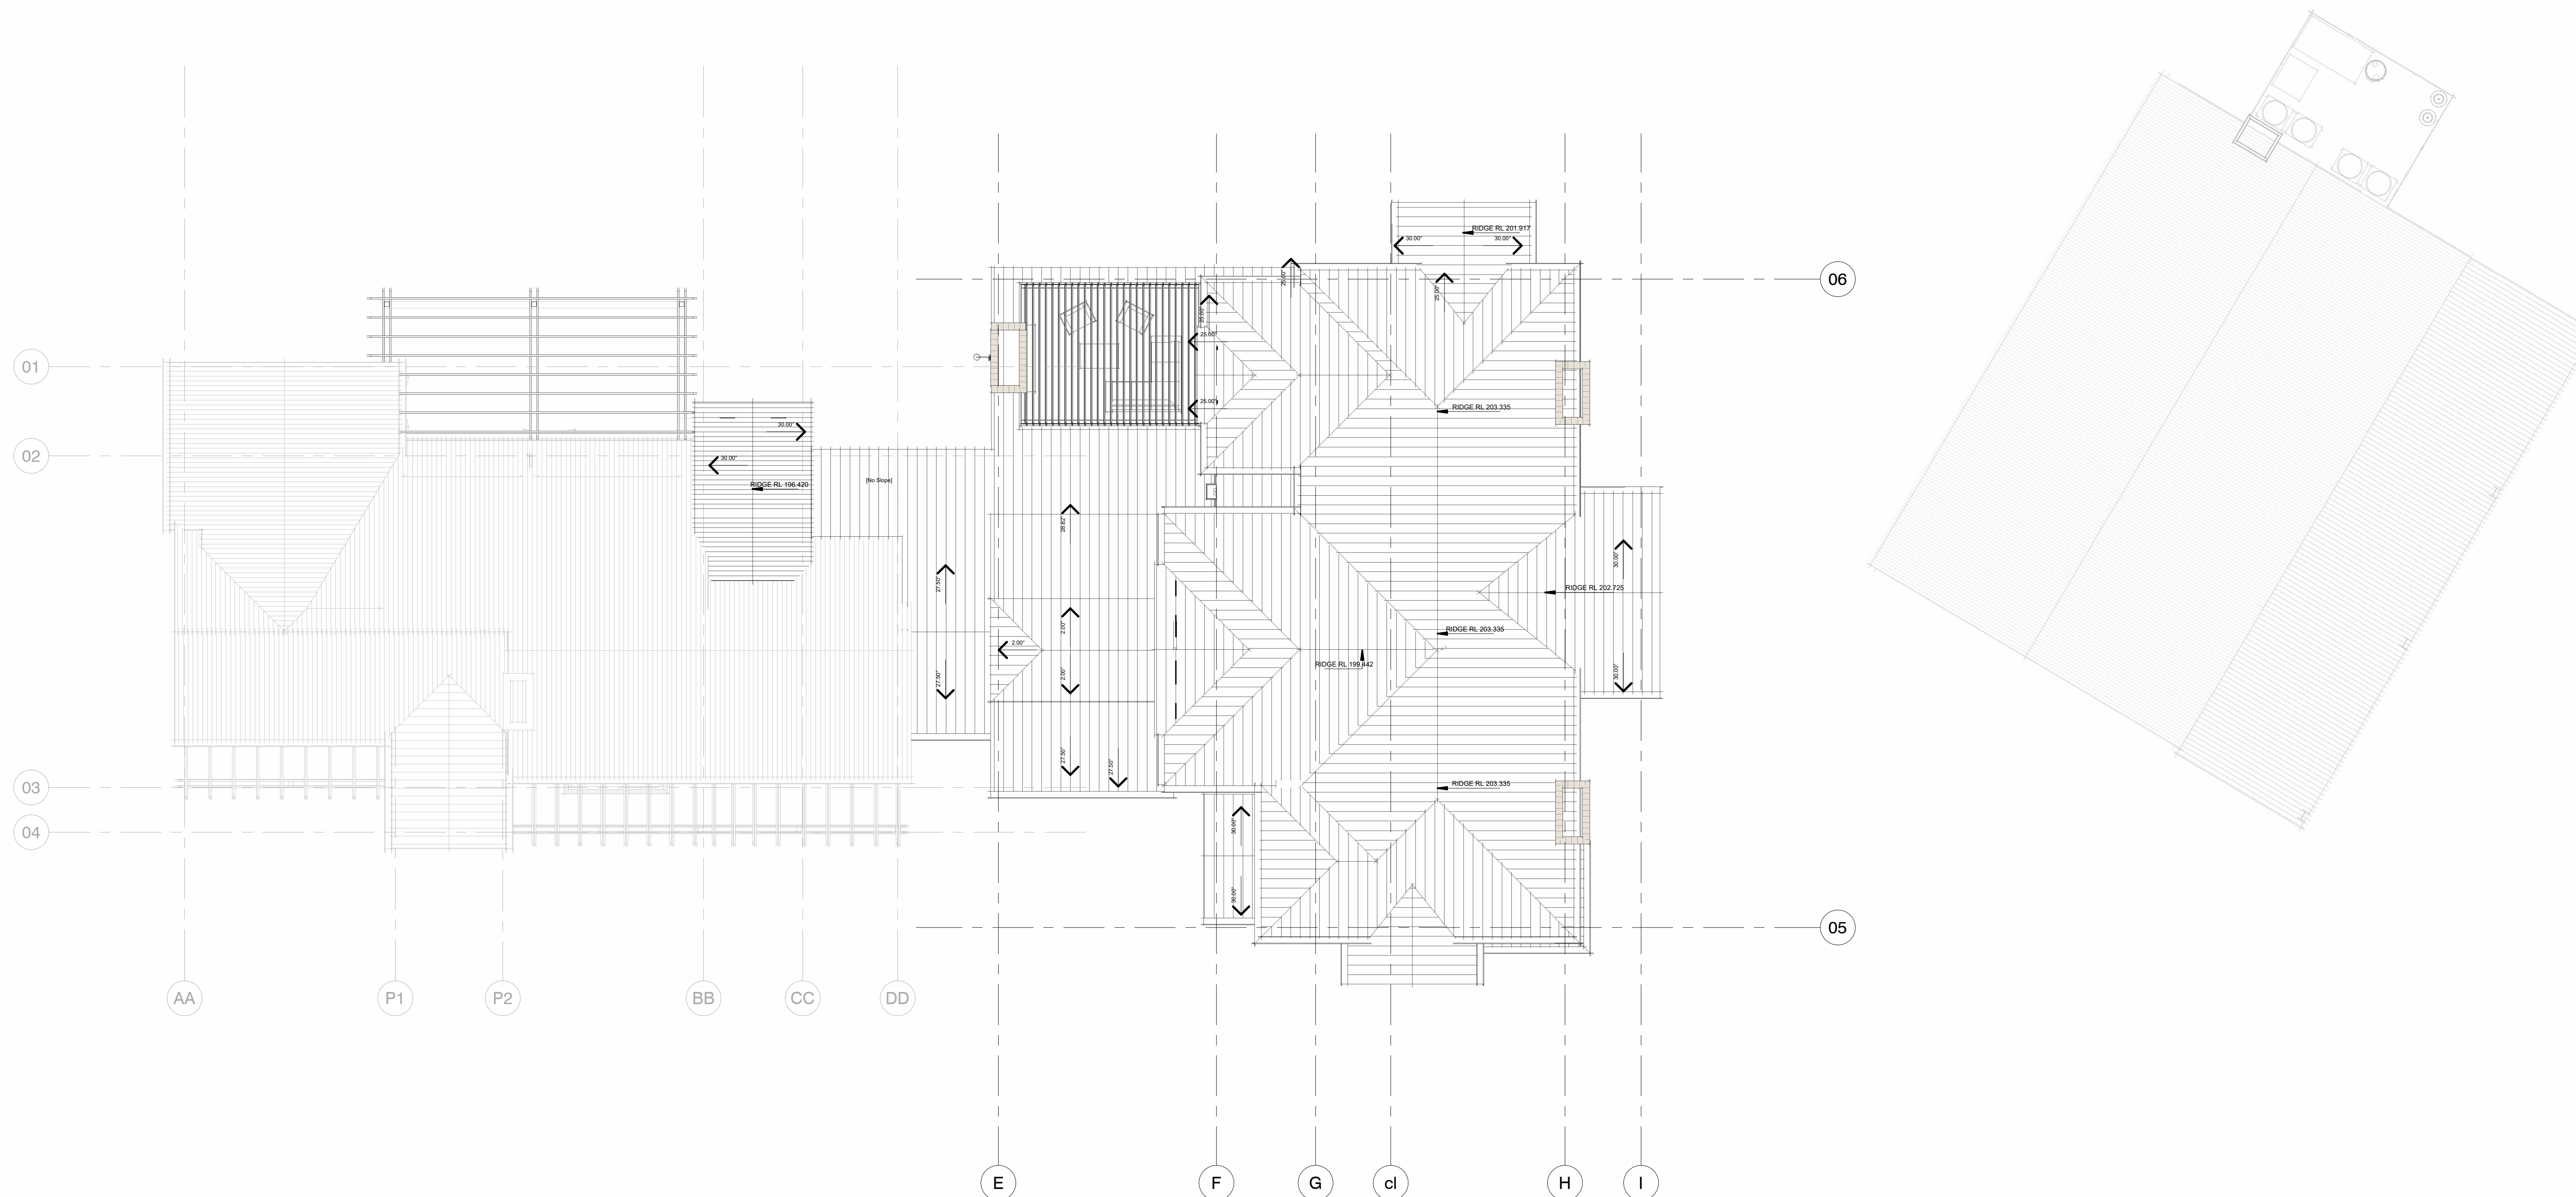 RIDGE RL 201.917
30.00°
30.00°
06
25.00°
25.00°
25.00°
25.00°
01
25.00°
RIDGE RL 203.335
30.00°
02
30.00°
[No Slope]
RIDGE RL 196.420
28.82°
30.00°
27.50°
RIDGE RL 202.725
2.00°
RIDGE RL 203.335
2.00°
RIDGE RL 199.442
2.00°
27.50°
30.00°
27.50°
27.50°
03
RIDGE RL 203.335
04
30.00°
30.00°
05
AA
P1
P2
BB
CC
DD
E
F
G
cl
H
I